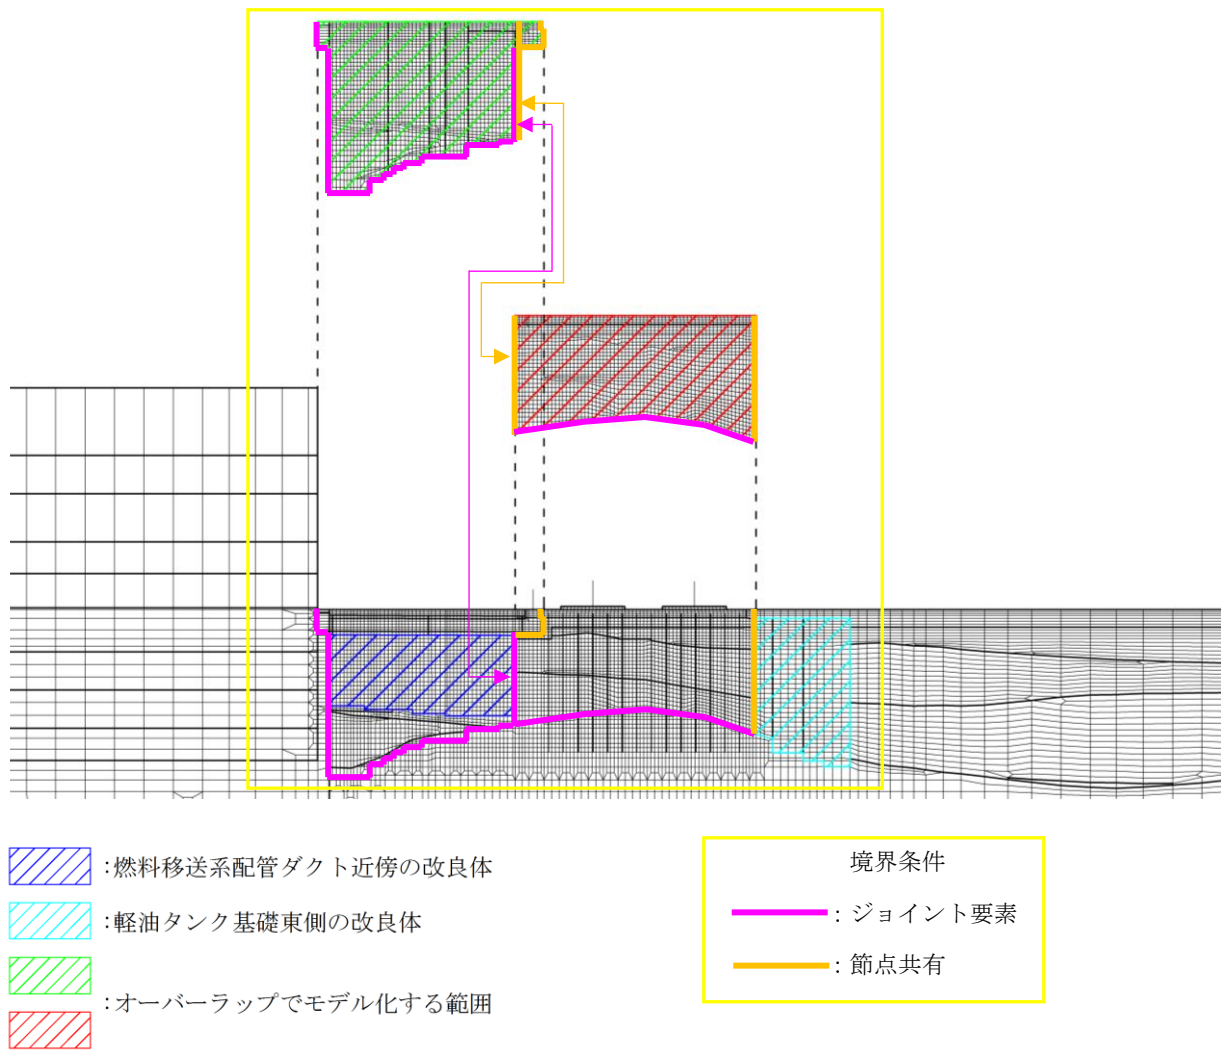 :燃料移送系配管ダクト近傍の改良体
:軽油タンク基礎東側の改良体
:オーバーラップでモデル化する範囲
境界条件
:ジョイント要素
:節点共有